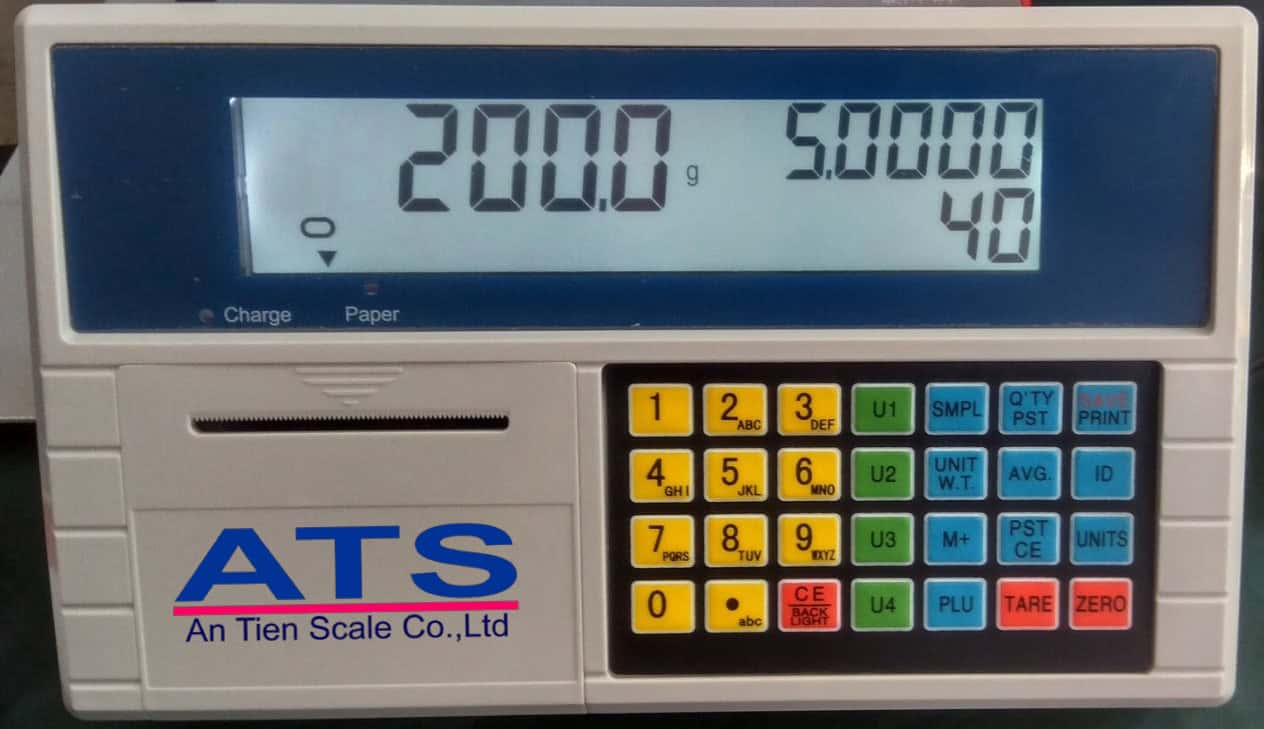 200.0 g 5.0000
40
0
Charge Paper
1 2 ABC 3 DEF U1 SMPL Q'TY PST SAVE PRINT
4 GHI 5 JKL 6 MNO U2 UNIT W.T. AVG. ID
7 PQRS 8 TUV 9 WXYZ U3 M+ PST CE UNITS
0 . abc CE BACK LIGHT U4 PLU TARE ZERO
ATS
An Tien Scale Co.,Ltd